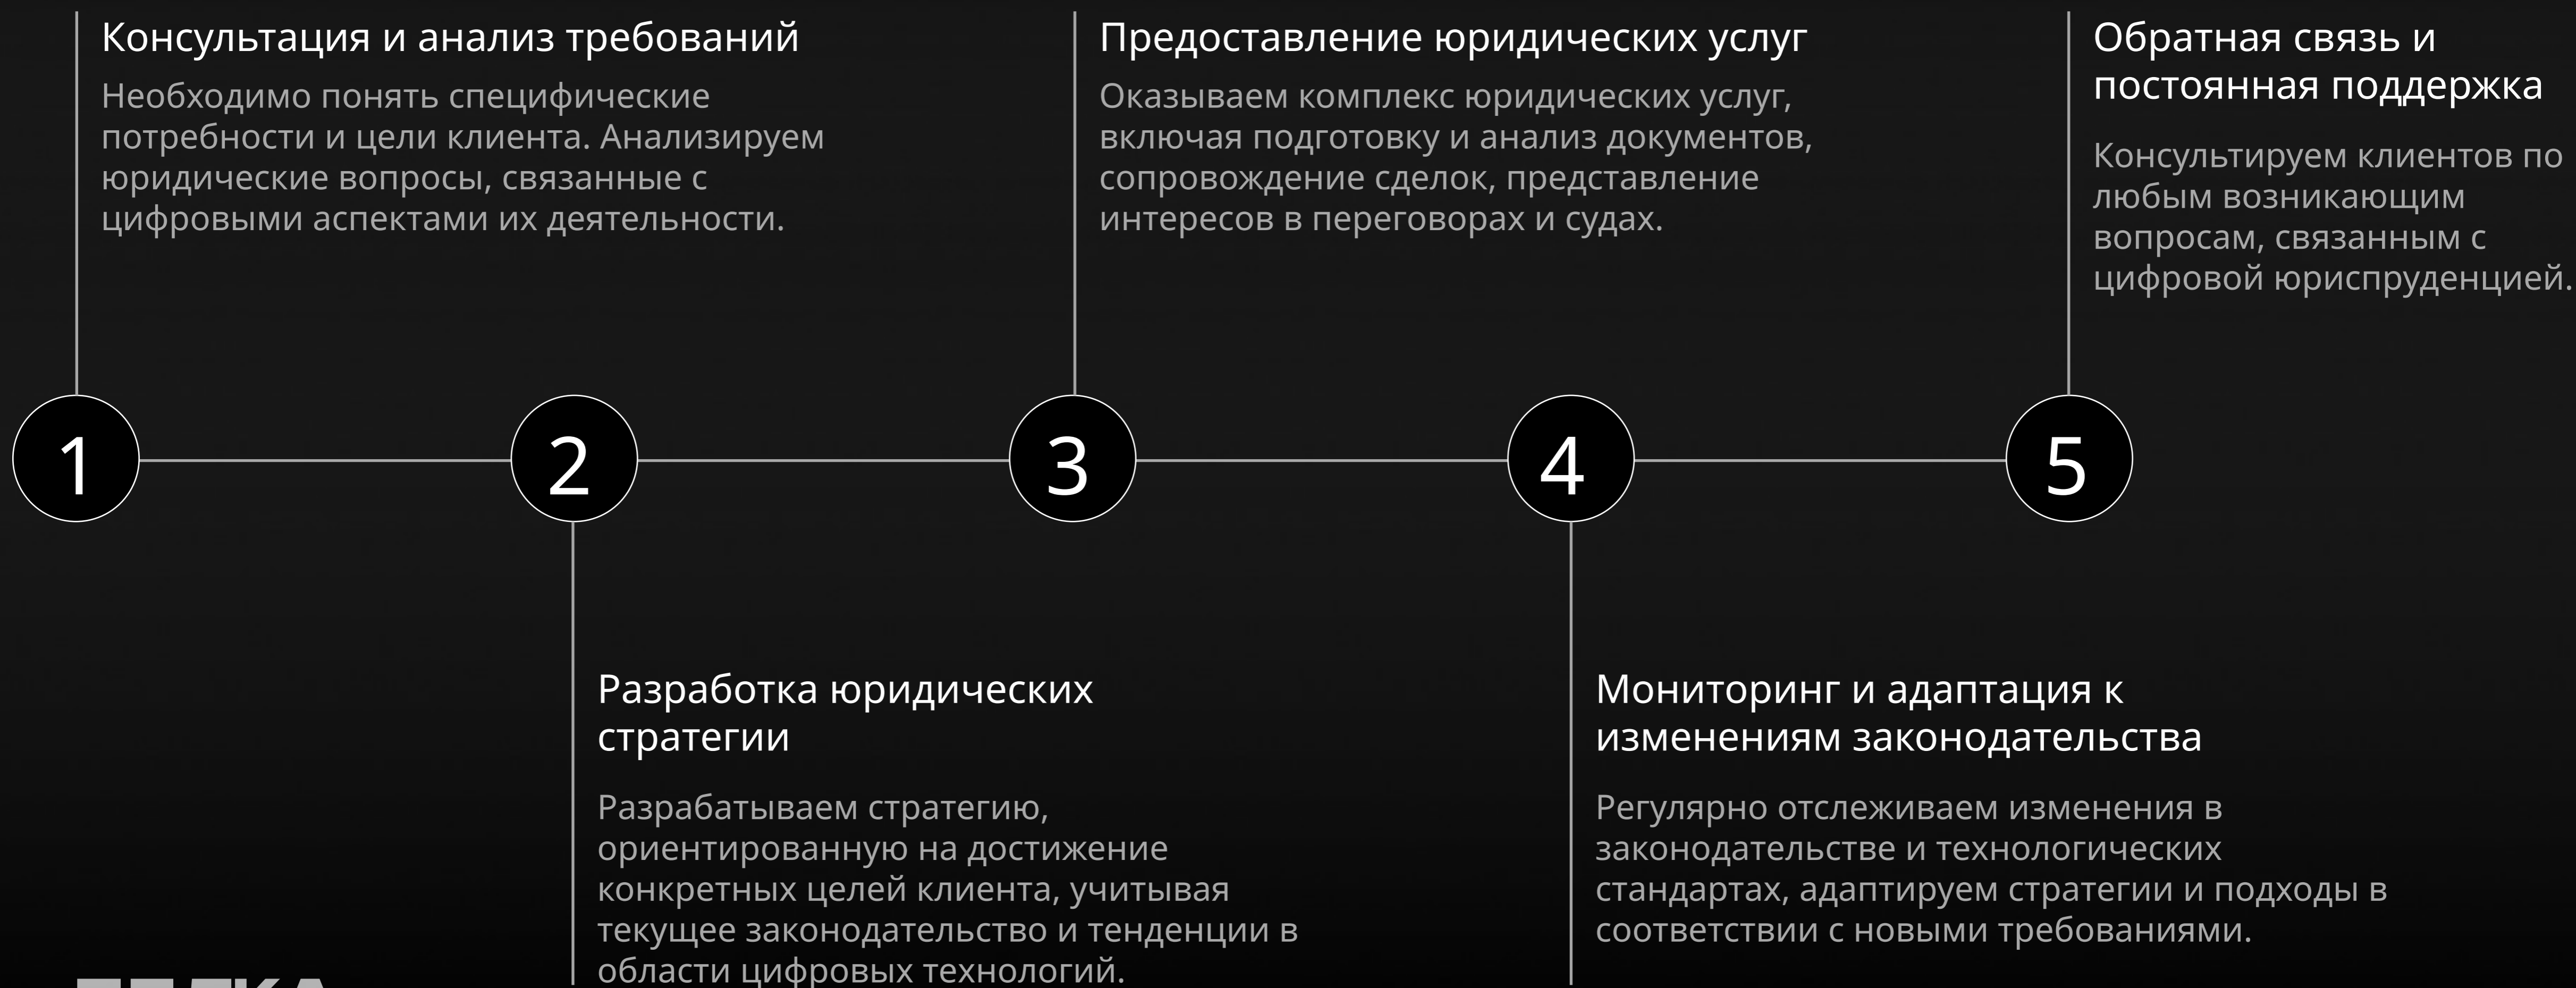 Консультация и анализ требований
Необходимо понять специфические
потребности и цели клиента. Анализируем
юридические вопросы, связанные с
цифровыми аспектами их деятельности.
Предоставление юридических услуг
Оказываем комплекс юридических услуг,
включая подготовку и анализ документов,
сопровождение сделок, представление
интересов в переговорах и судах.
Обратная связь и
постоянная поддержка
Консультируем клиентов по
любым возникающим
вопросам, связанным с
цифровой юриспруденцией.
1
2
3
4
5
Разработка юридических
стратегии
Разрабатываем стратегию,
ориентированную на достижение
конкретных целей клиента, учитывая
текущее законодательство и тенденции в
области цифровых технологий.
Мониторинг и адаптация к
изменениям законодательства
Регулярно отслеживаем изменения в
законодательстве и технологических
стандартах, адаптируем стратегии и подходы в
соответствии с новыми требованиями.